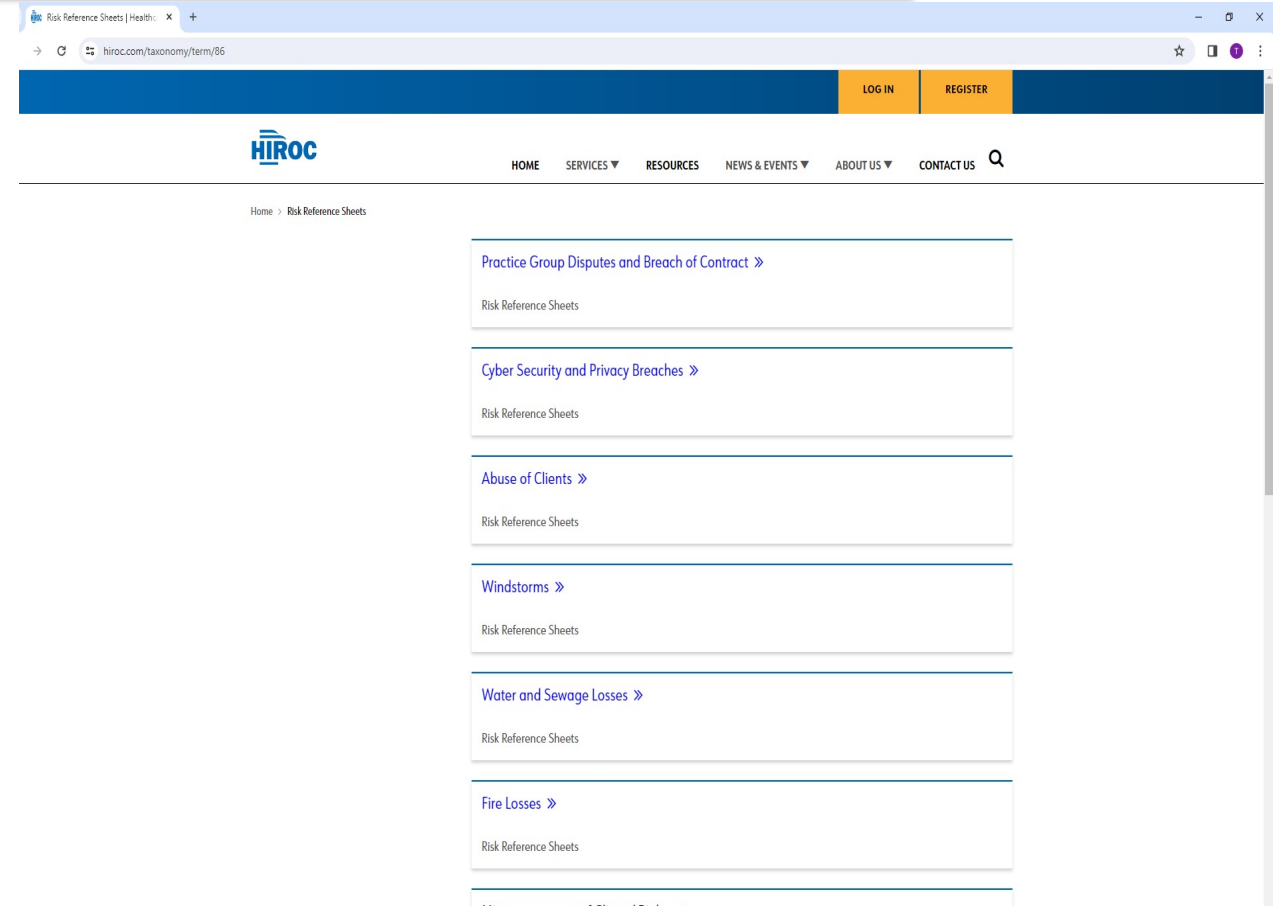 Risk Reference Sheets | Healthc
hiroc.com/taxonomy/term/86
T
LOG IN REGISTER
HIROC
HOME SERVICES ▼ RESOURCES NEWS & EVENTS ▼ ABOUT US ▼ CONTACT US
Home > Risk Reference Sheets
Practice Group Disputes and Breach of Contract »
Risk Reference Sheets
Cyber Security and Privacy Breaches »
Risk Reference Sheets
Abuse of Clients »
Risk Reference Sheets
Windstorms »
Risk Reference Sheets
Water and Sewage Losses »
Risk Reference Sheets
Fire Losses »
Risk Reference Sheets